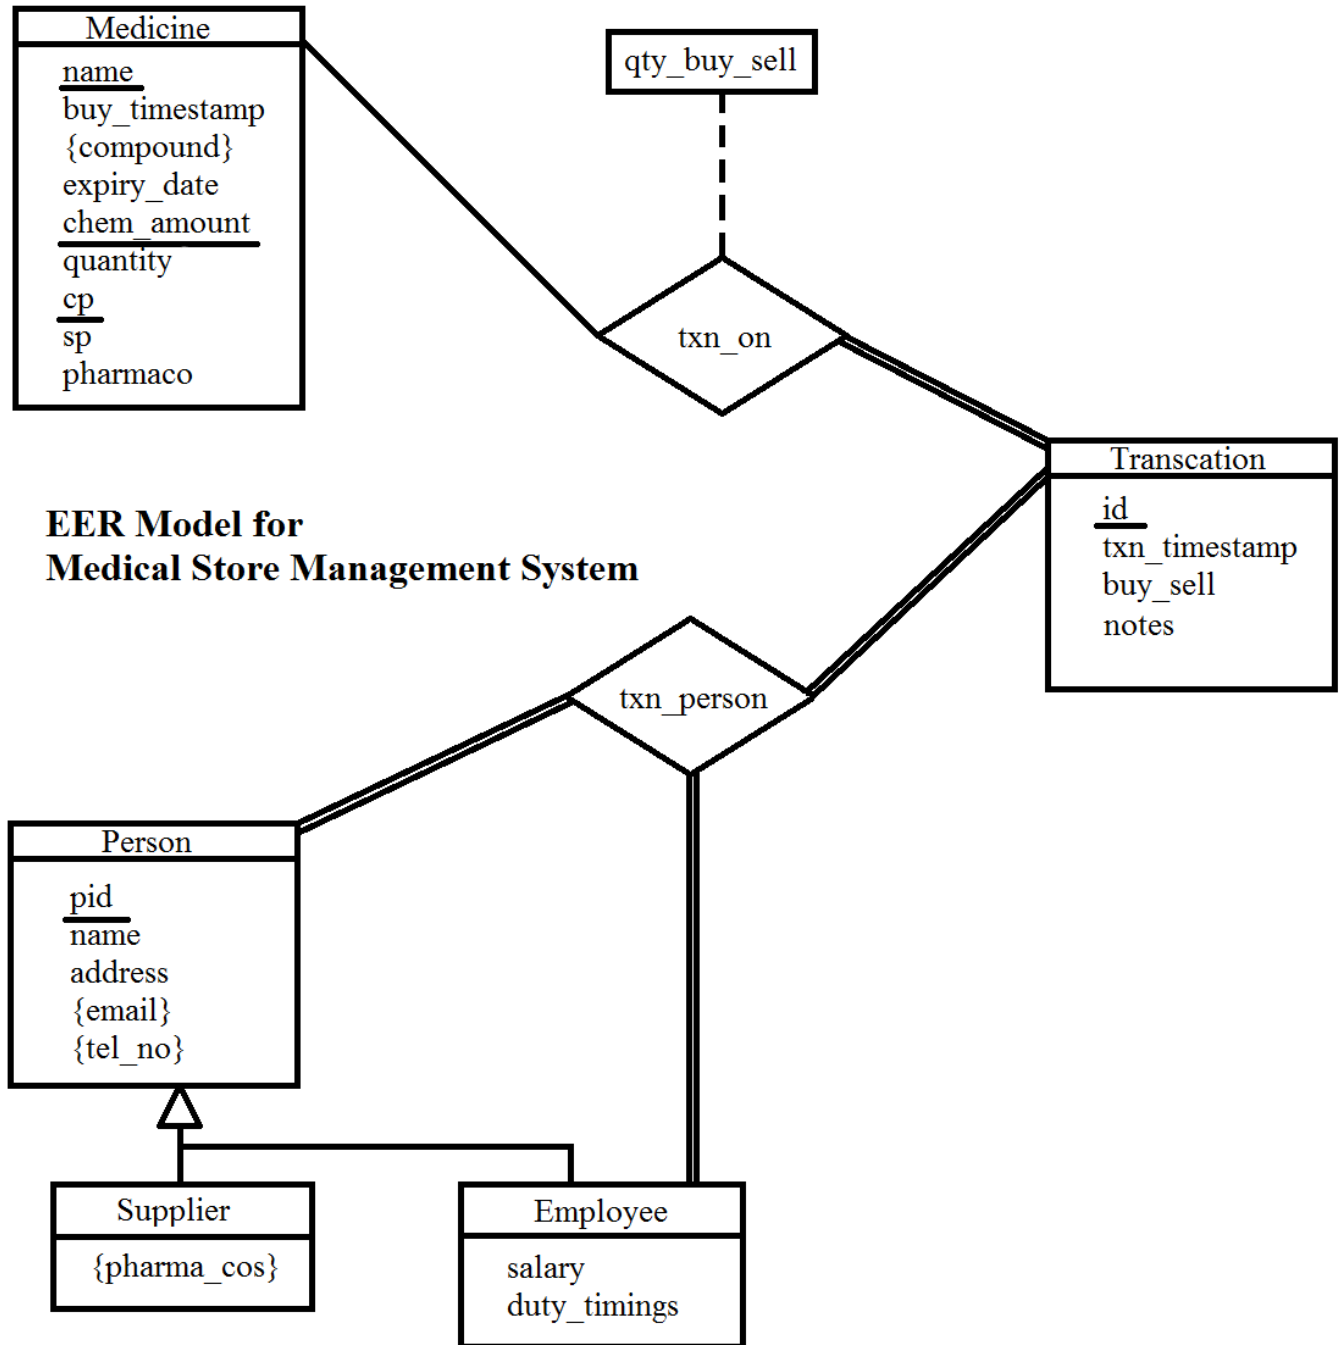 Medicine
name
buy_timestamp
{compound}
expiry_date
chem_amount
quantity
cp
sp
pharmaco
qty_buy_sell
txn_on
Transcation
id
txn_timestamp
buy_sell
notes
EER Model for
Medical Store Management System
txn_person
Person
pid
name
address
{email}
{tel_no}
Supplier
{pharma_cos}
Employee
salary
duty_timings